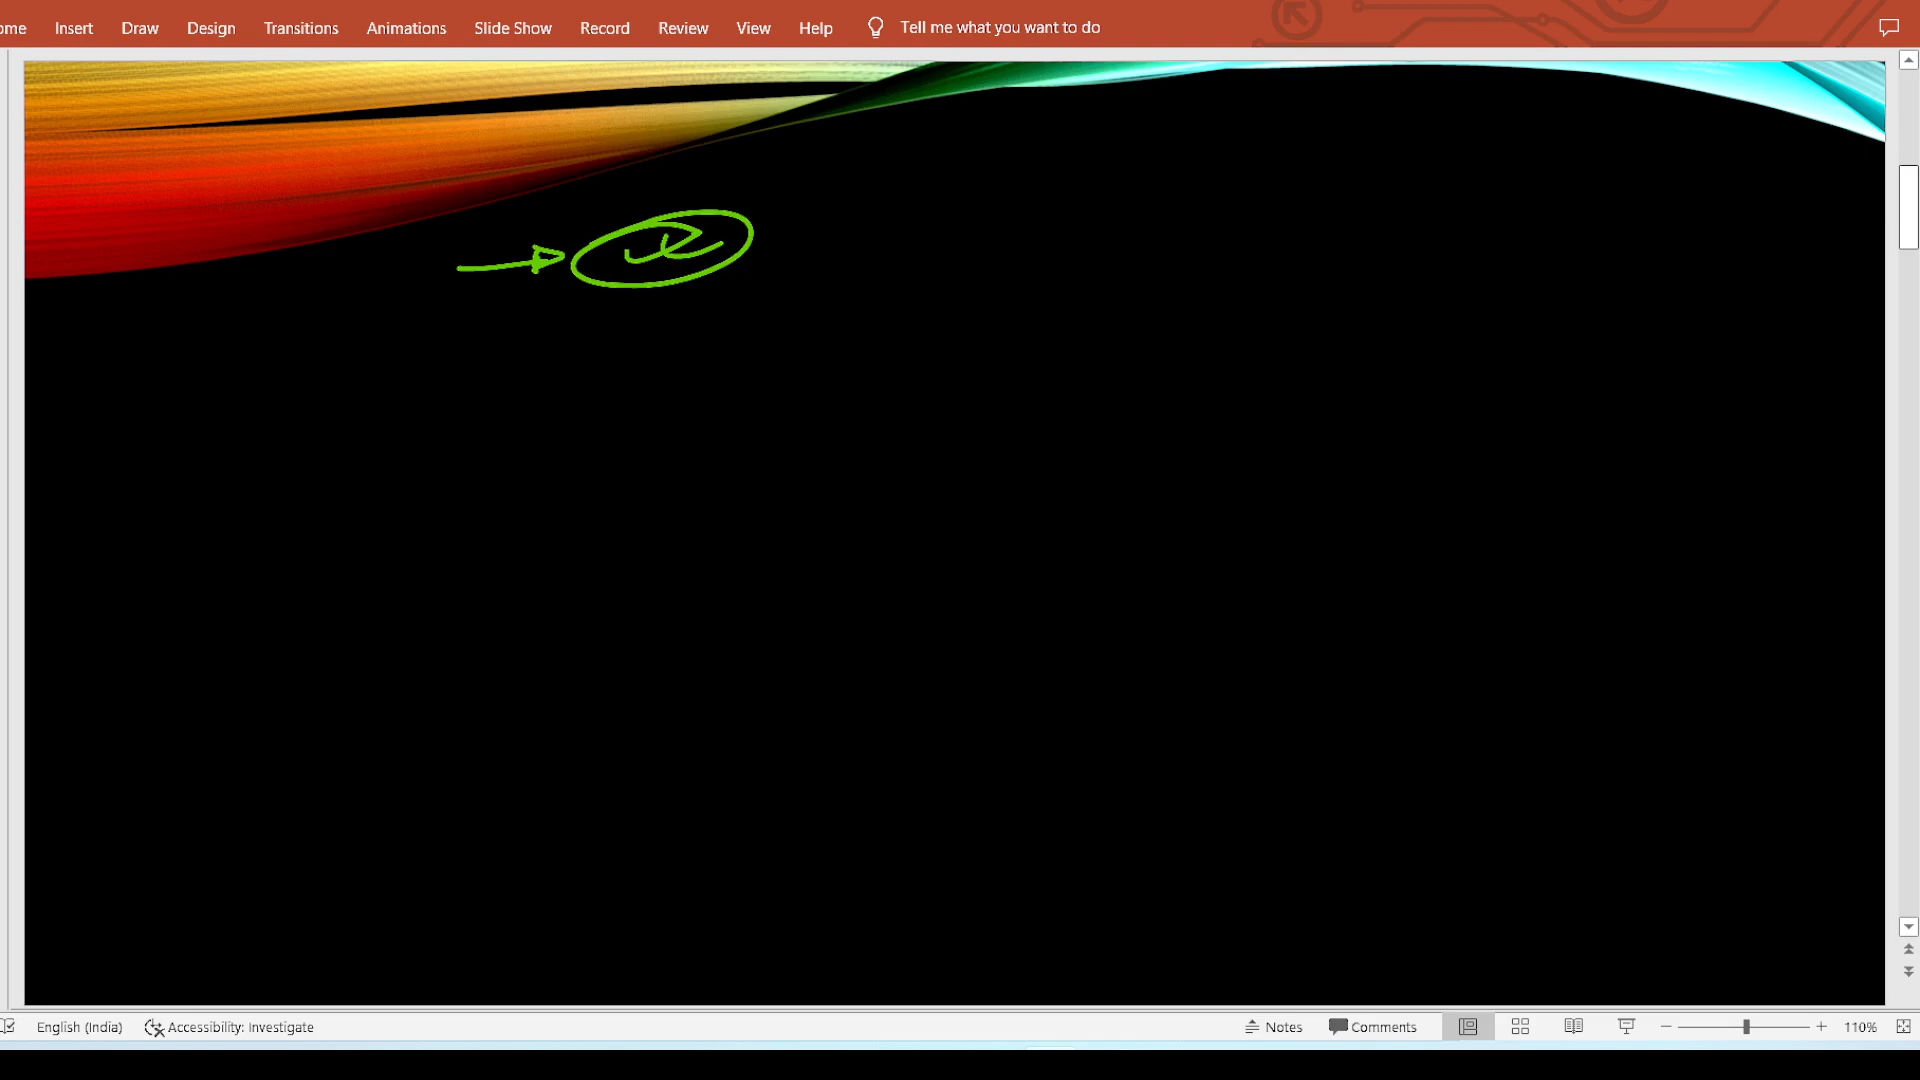 Insert Draw Design Transitions Animations Slide Show Record Review View Help Tell me what you want to do
English (India) Accessibility: Investigate Notes Comments 110%